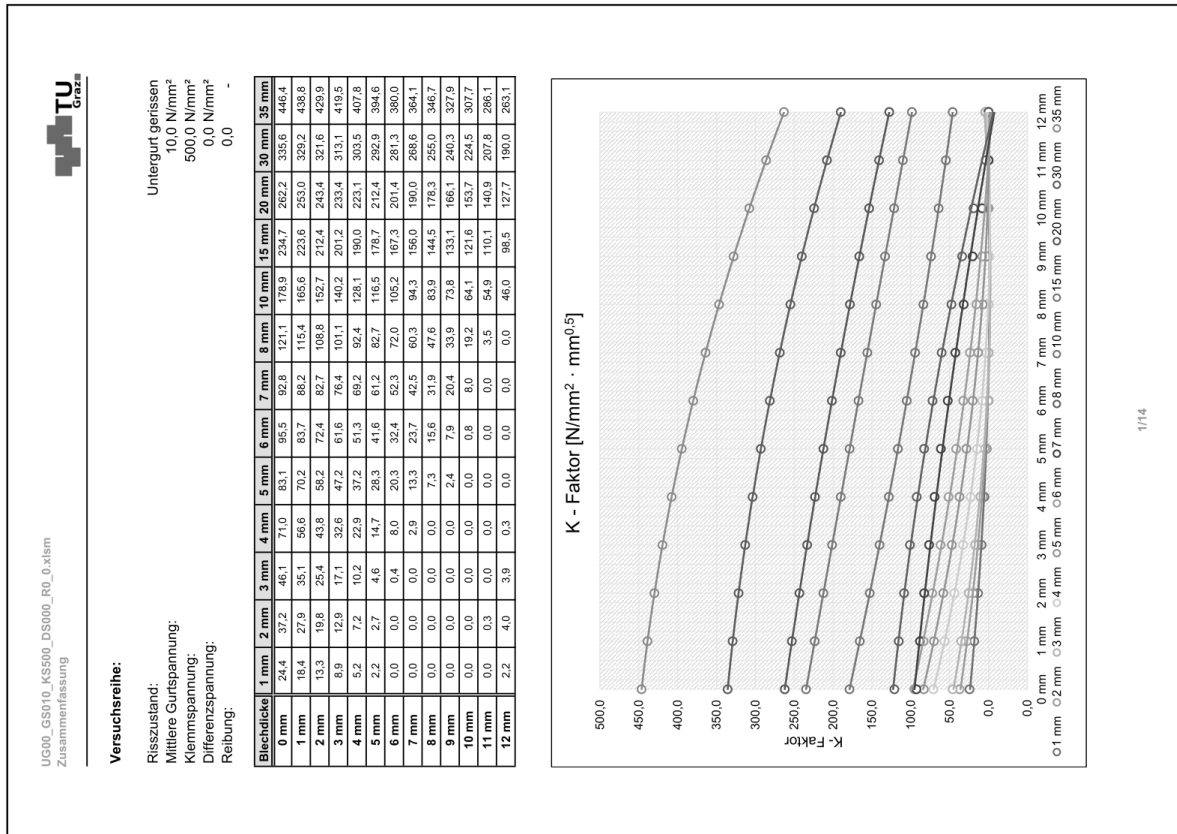 UG00_GS010_KS500_DS000_R0_0.xlsm
Zusammenfassung
TU
Graz
Versuchsreihe:
Risszustand: Untergurt gerissen
Mittlere Gurtspannung: 10,0 N/mm²
Klemmspannung: 500,0 N/mm²
Differenzspannung: 0,0 N/mm²
Reibung: 0,0 -
Blechdicke 1 mm 2 mm 3 mm 4 mm 5 mm 6 mm 7 mm 8 mm 10 mm 15 mm 20 mm 30 mm 35 mm
0 mm 24,4 37,2 46,1 71,0 83,1 95,5 92,8 121,1 178,9 234,7 262,2 335,6 446,4
1 mm 18,4 27,9 35,1 56,6 70,2 83,7 88,2 115,4 165,6 223,6 253,0 329,2 438,8
2 mm 13,3 19,8 25,4 43,8 58,2 72,4 82,7 108,8 152,7 212,4 243,4 321,6 429,9
3 mm 8,9 12,9 17,1 32,6 47,2 61,6 76,4 101,1 140,2 201,2 233,4 313,1 419,5
4 mm 5,2 7,2 10,2 22,9 37,2 51,3 69,2 92,4 128,1 190,0 223,1 303,5 407,8
5 mm 2,2 2,7 4,6 14,7 28,3 41,6 61,2 82,7 116,5 178,7 212,4 292,9 394,6
6 mm 0,0 0,0 0,4 8,0 20,3 32,4 52,3 72,0 105,2 167,3 201,4 281,3 380,0
7 mm 0,0 0,0 0,0 2,9 13,3 23,7 42,5 60,3 94,3 156,0 190,0 268,6 364,1
8 mm 0,0 0,0 0,0 0,0 7,3 15,6 31,9 47,6 83,9 144,5 178,3 255,0 346,7
9 mm 0,0 0,0 0,0 0,0 2,4 7,9 20,4 33,9 73,8 133,1 166,1 240,3 327,9
10 mm 0,0 0,0 0,0 0,0 0,0 0,8 8,0 19,2 64,1 121,6 153,7 224,5 307,7
11 mm 0,0 0,3 0,0 0,0 0,0 0,0 0,0 3,5 54,9 110,1 140,9 207,8 286,1
12 mm 2,2 4,0 3,9 0,3 0,0 0,0 0,0 0,0 46,0 98,5 127,7 190,0 263,1
K - Faktor [N/mm² · mm⁰·⁵]
K- Faktor
500,0
450,0
400,0
350,0
300,0
250,0
200,0
150,0
100,0
50,0
0,0
0 mm 1 mm 2 mm 3 mm 4 mm 5 mm 6 mm 7 mm 8 mm 9 mm 10 mm 11 mm 12 mm
1 mm 2 mm 3 mm 4 mm 5 mm 6 mm 7 mm 8 mm 10 mm 15 mm 20 mm 30 mm 35 mm
1/14